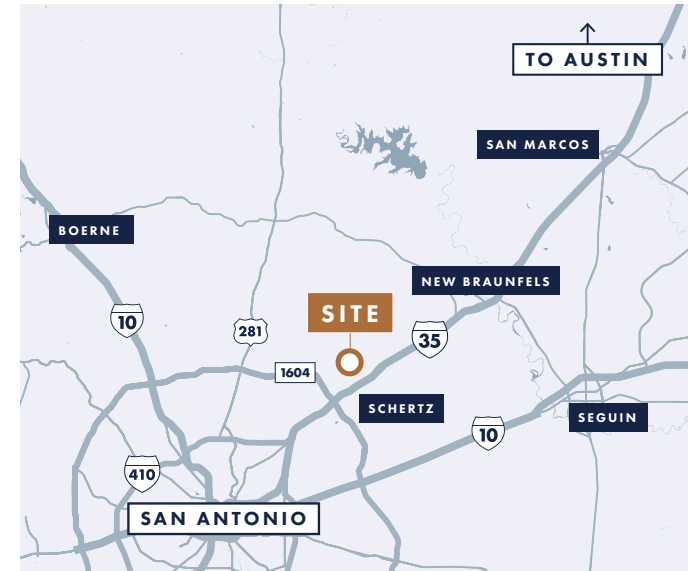 TO AUSTIN
SAN MARCOS
BOERNE
NEW BRAUNFELS
SITE
10
281
35
1604
SCHERTZ
SEGUIN
10
410
SAN ANTONIO